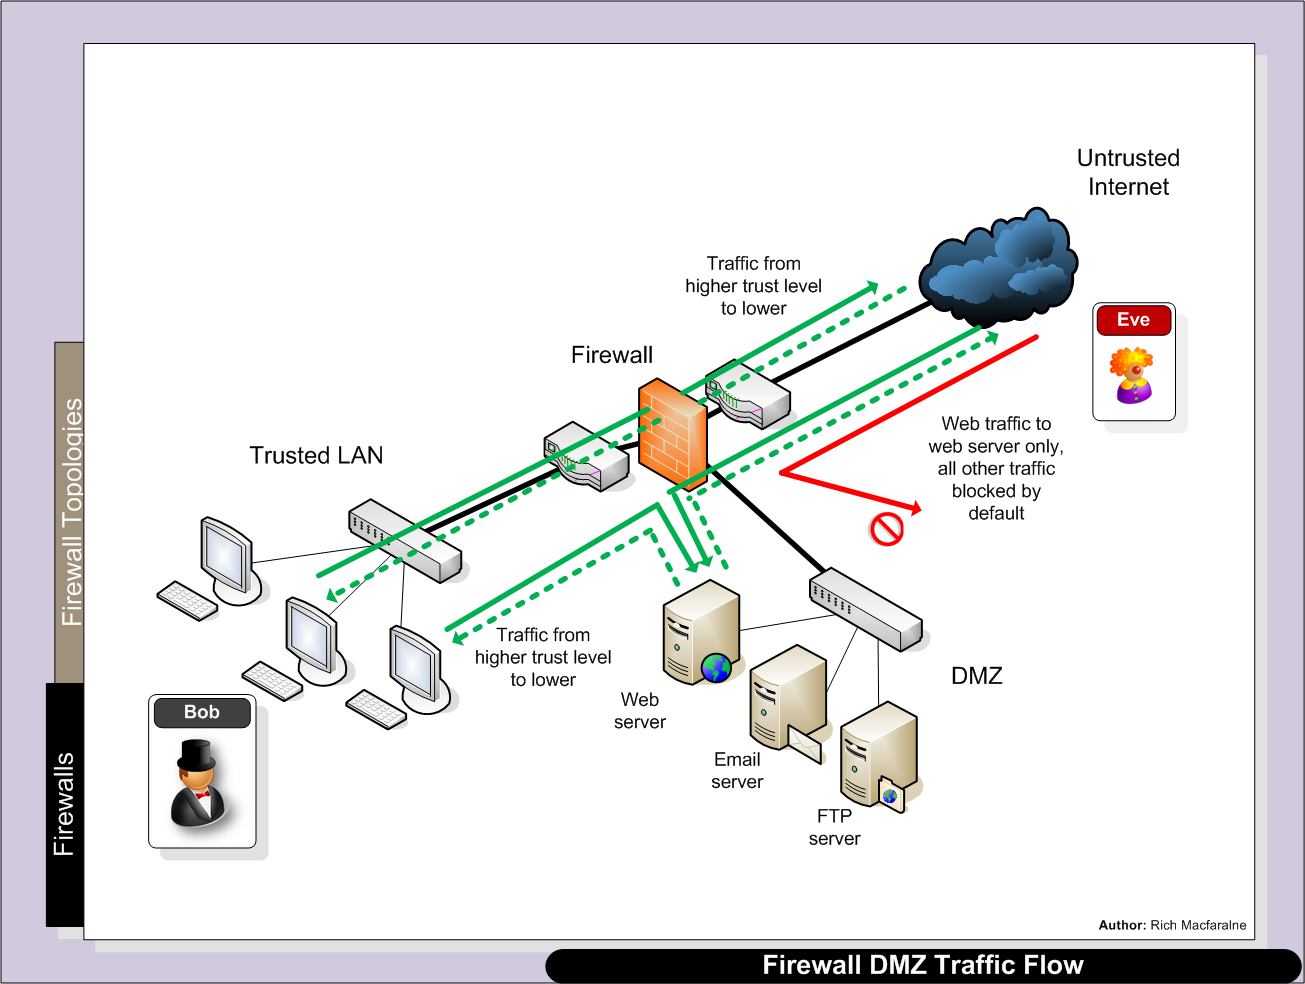 Untrusted
Internet
Traffic from
higher trust level
to lower
Eve
Firewall
Web traffic to
web server only,
all other traffic
blocked by
default
Trusted LAN
Firewall Topologies
Traffic from
higher trust level
to lower
DMZ
Web
server
Bob
Email
server
Firewalls
FTP
server
Author: Rich Macfaralne
Firewall DMZ Traffic Flow